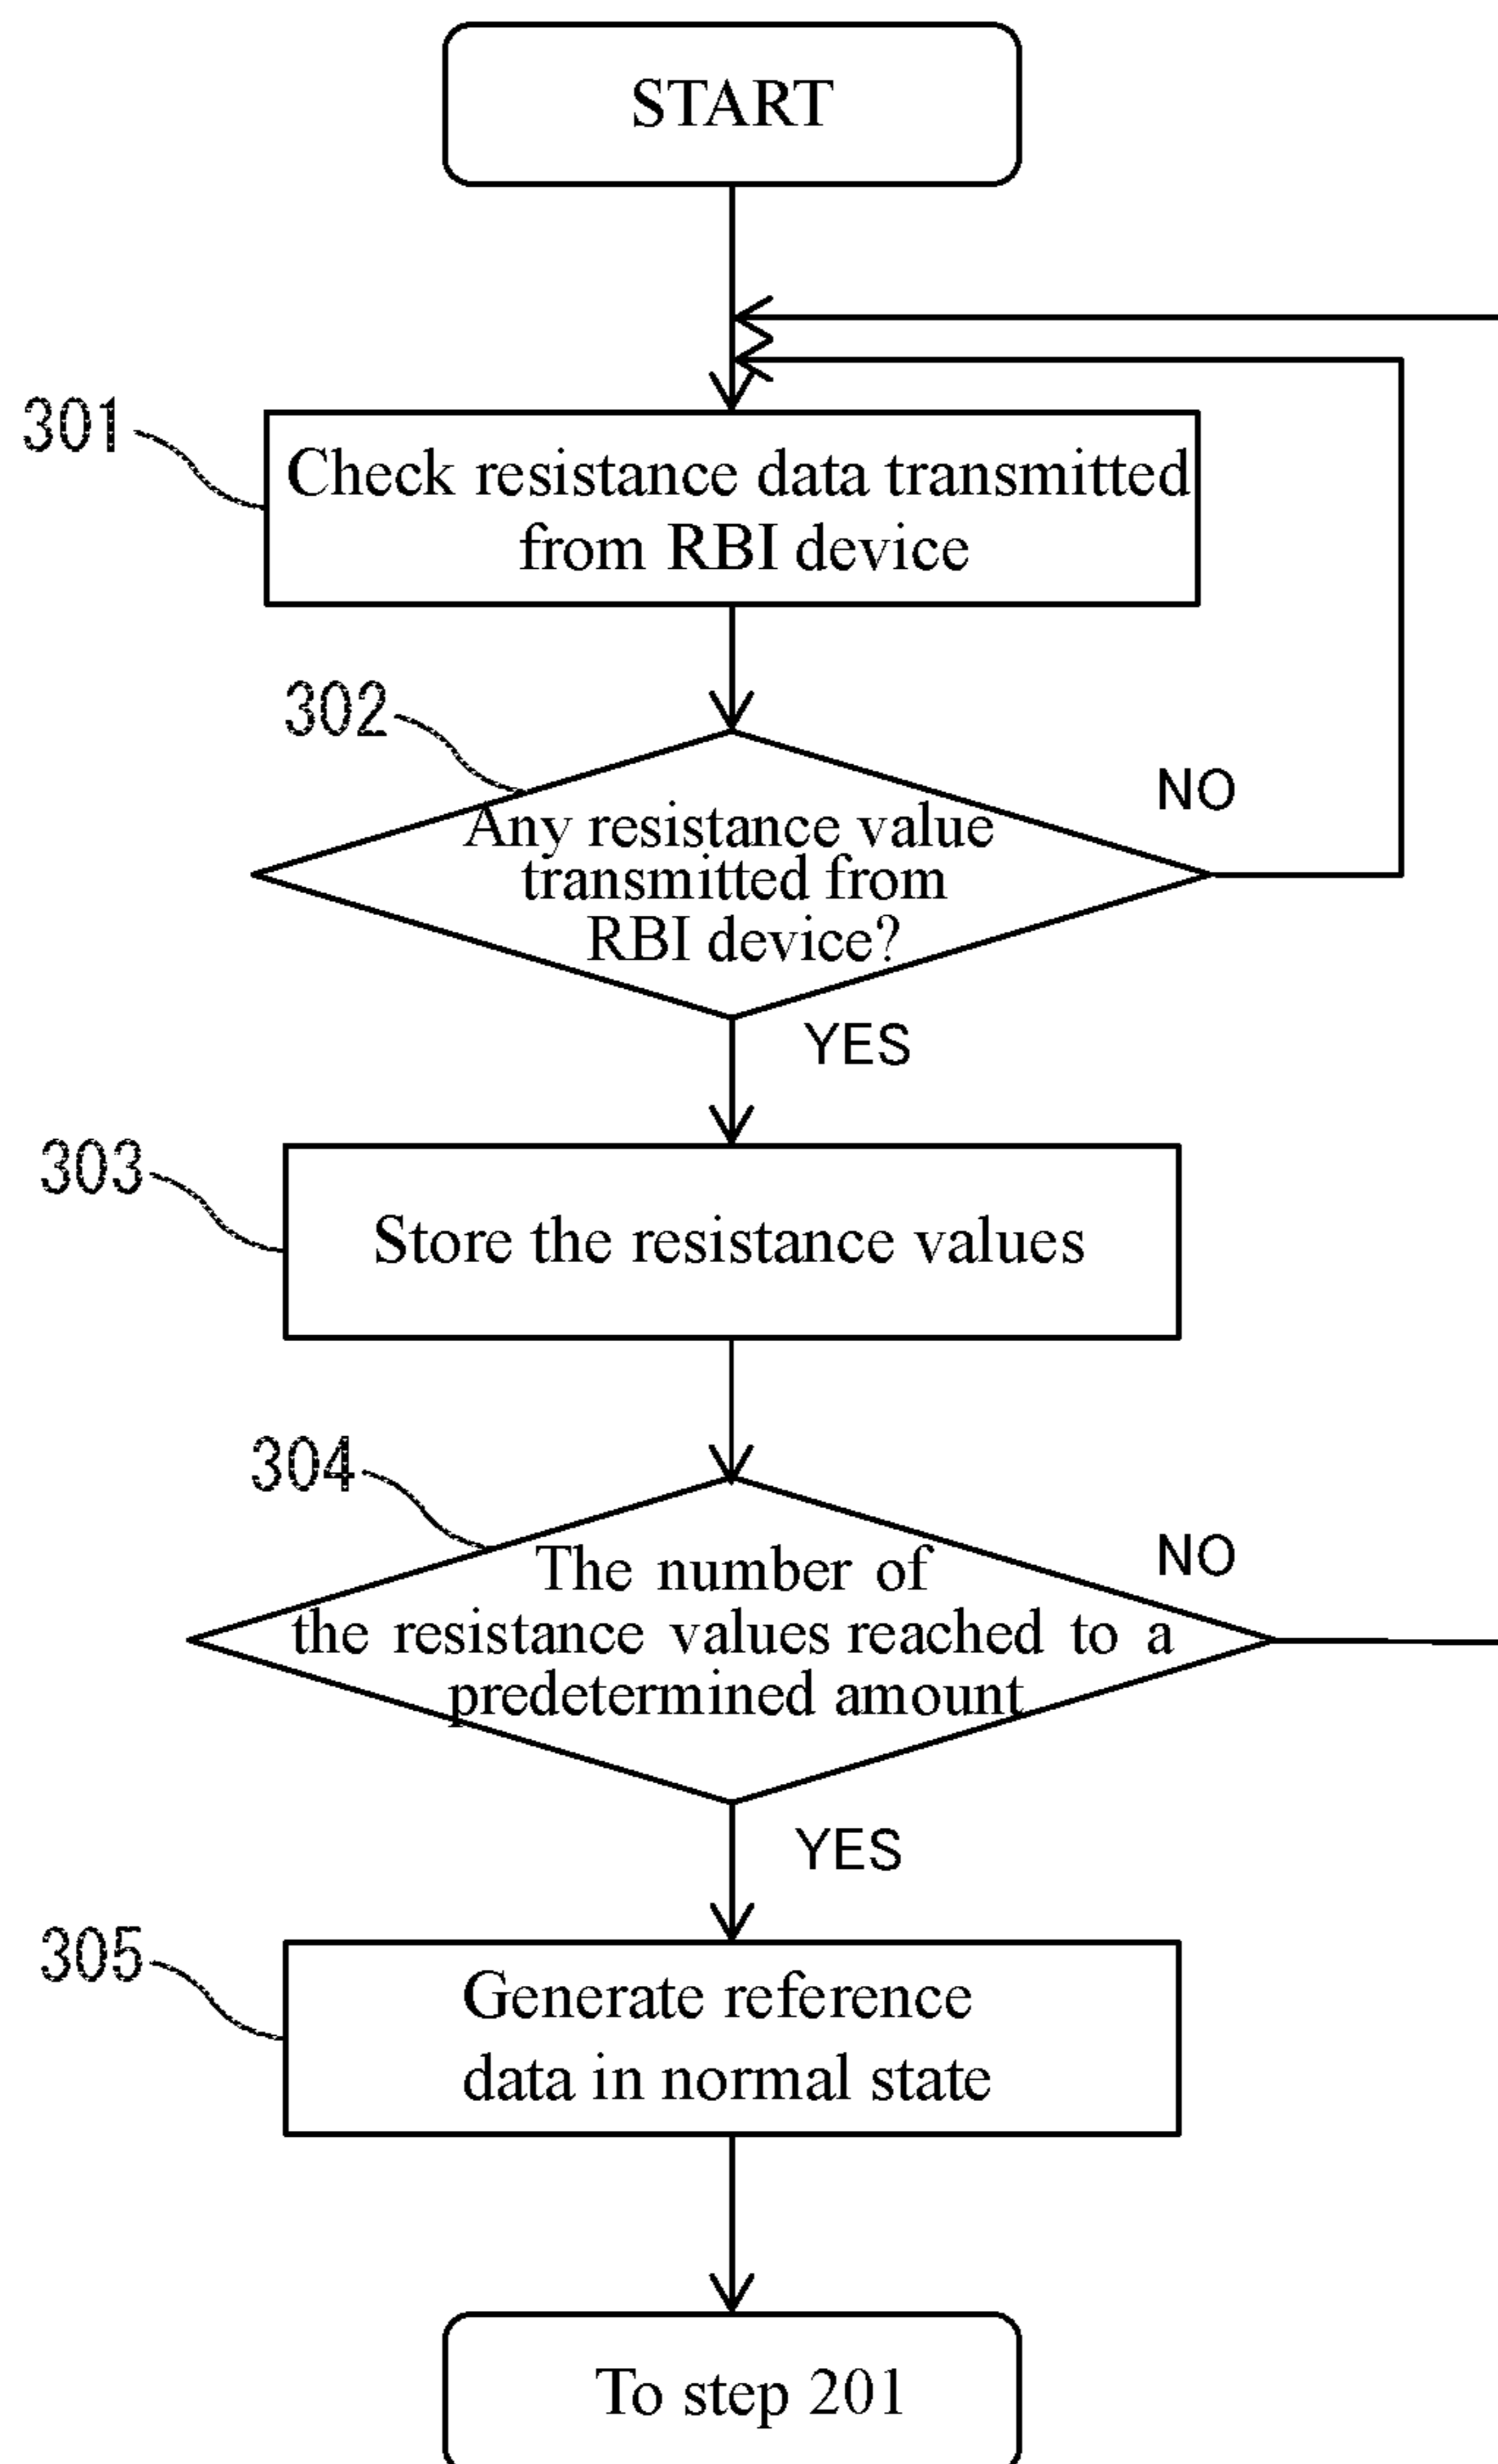 START
301
Check resistance data transmitted
from RBI device
302
NO
Any resistance value
transmitted from
RBI device?
YES
303
Store the resistance values
304
NO
The number of
the resistance values reached to a
predetermined amount
YES
305
Generate reference
data in normal state
To step 201